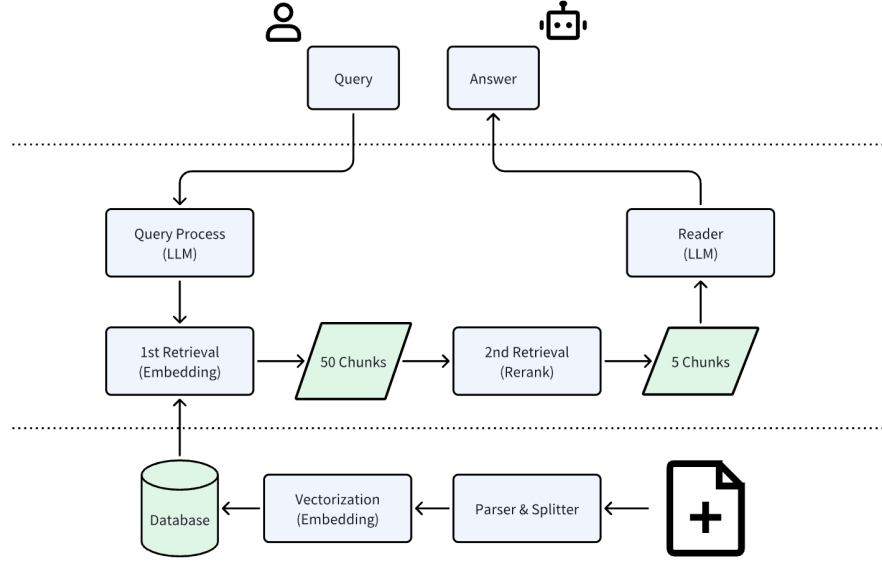 Query
Answer
Query Process
(LLM)
Reader
(LLM)
1st Retrieval
(Embedding)
50 Chunks
2nd Retrieval
(Rerank)
5 Chunks
Database
Vectorization
(Embedding)
Parser & Splitter